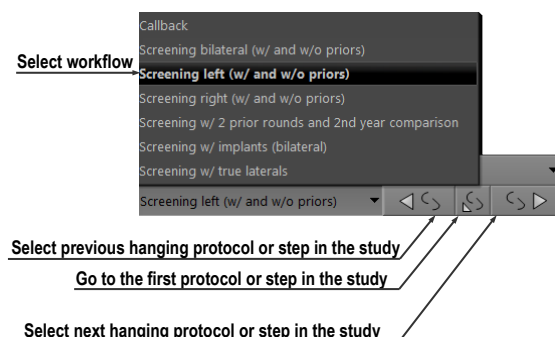 Callback
Screening bilateral (w/ and w/o priors)
Select workflow
Screening left (w/ and w/o priors)
Screening right (w/ and w/o priors)
Screening w/ 2 prior rounds and 2nd year comparison
Screening w/ implants (bilateral)
Screening w/ true laterals
Screening left (w/ and w/o priors)
Select previous hanging protocol or step in the study
Go to the first protocol or step in the study
Select next hanging protocol or step in the study